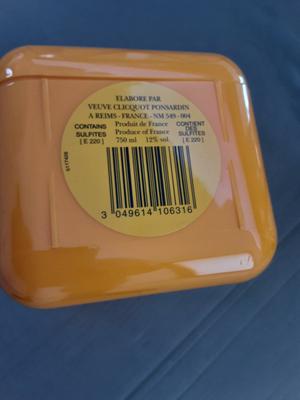 ELABORE PAR
VEUVE CLICQUOT PONSARDIN
A REIMS - FRANCE - NM 549 - 004
CONTAINS
SULFITES
[ E 220 ]
Produit de France
Produce of France
750 ml 12% vol.
CONTIENT
DES
SULFITES
[ E 220 ]
5117428
3 049614 106316